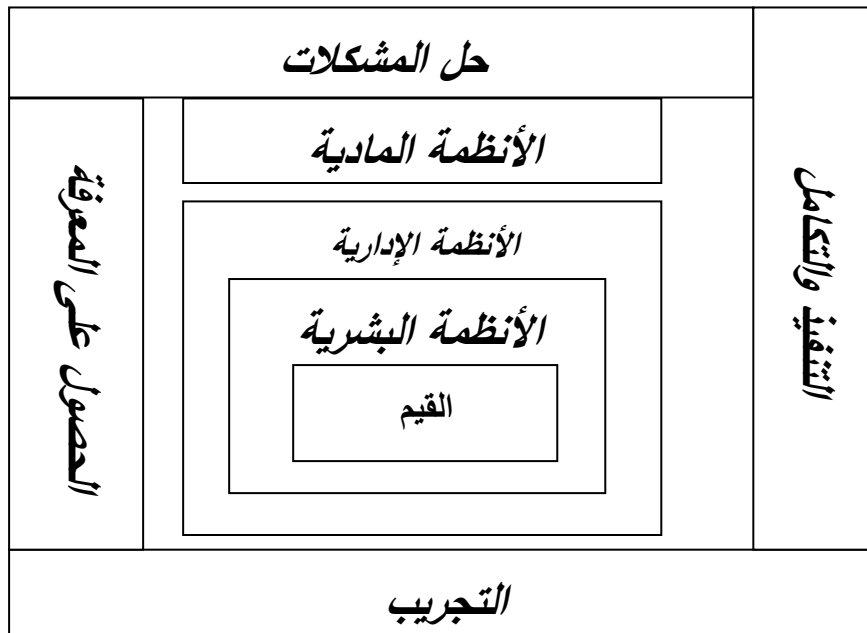 حل المشكلات
الأنظمة المادية
التنفيذ والتكامل
الحصول على المعرفة
الأنظمة الإدارية
الأنظمة البشرية
القيم
التجريب